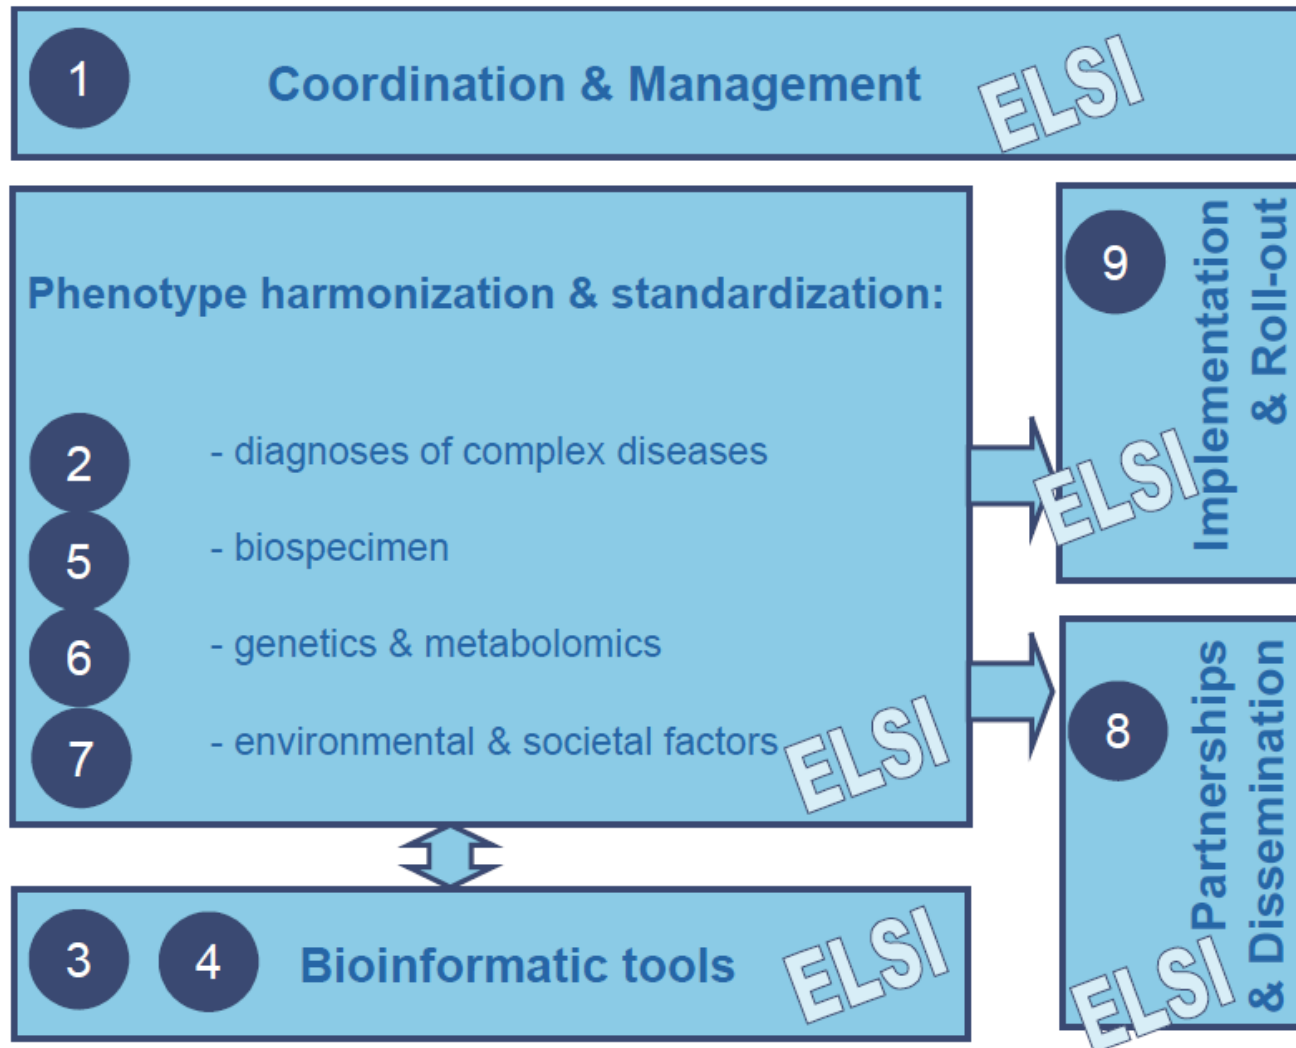 1
Coordination & Management
ELSI
Phenotype harmonization & standardization:
2
- diagnoses of complex diseases
5
- biospecimen
6
- genetics & metabolomics
7
- environmental & societal factors
ELSI
9
Implementation
& Roll-out
ELSI
8
Partnerships
& Dissemination
ELSI
3
4
Bioinformatic tools
ELSI